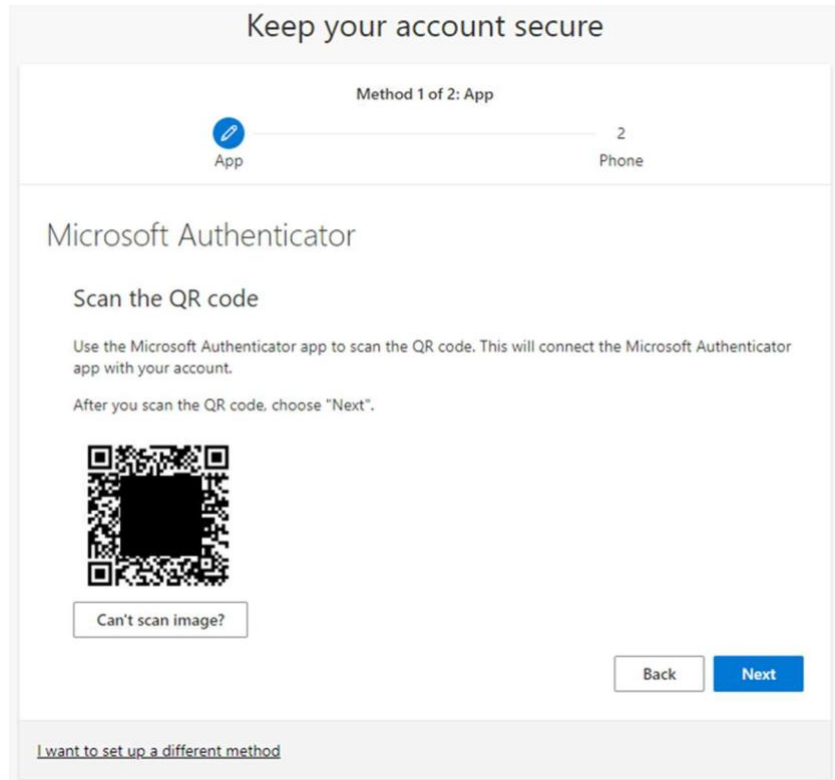 Keep your account secure
Method 1 of 2: App
2
App
Phone
Microsoft Authenticator
Scan the QR code
Use the Microsoft Authenticator app to scan the QR code. This will connect the Microsoft Authenticator
app with your account.
After you scan the QR code, choose "Next".
Can't scan image?
Back
Next
I want to set up a different method